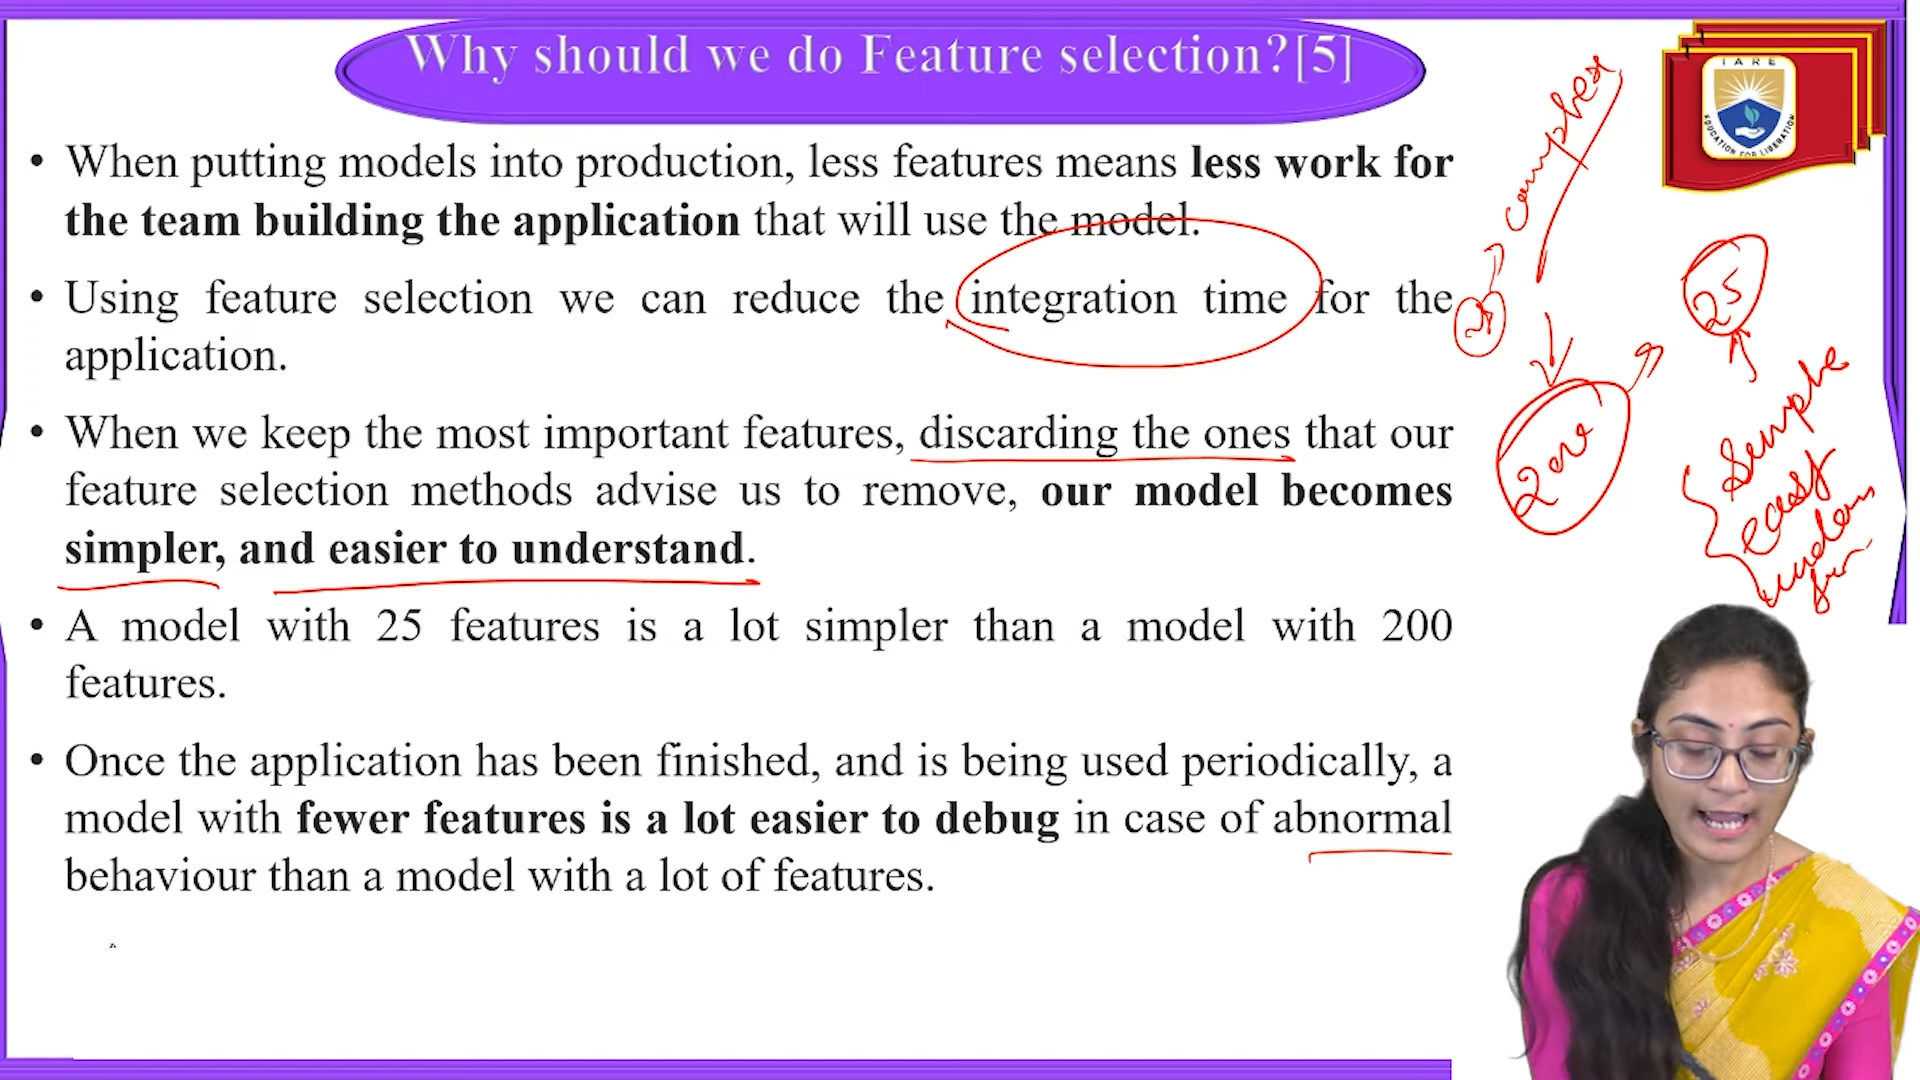 Why should we do Feature selection?[5]
IARE
EDUCATION FOR LIBERATION
• When putting models into production, less features means less work for
the team building the application that will use the model.
• Using feature selection we can reduce the integration time for the
application.
• When we keep the most important features, discarding the ones that our
feature selection methods advise us to remove, our model becomes
simpler, and easier to understand.
• A model with 25 features is a lot simpler than a model with 200
features.
• Once the application has been finished, and is being used periodically, a
model with fewer features is a lot easier to debug in case of abnormal
behaviour than a model with a lot of features.
complex
25
200
simple
easy